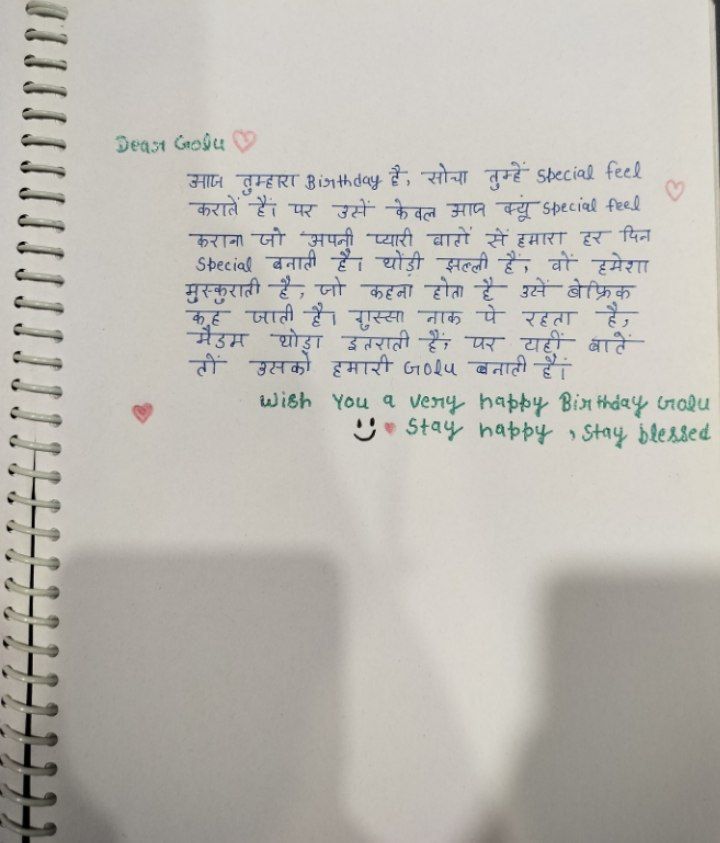 Dear Golu
आज तुम्हारा Birthday है, सोचा तुम्हें special feel
करातें हैं। पर उसें केवल आज क्यूं special feel
कराना जो अपनी प्यारी बातों सें हमारा हर दिन
special बनाती है। थोंड़ी झल्ली हैं, वों हमेशा
मुस्कुराती है, जो कहना होता है उसें बेफ्रिक
कह जाती है। गुस्सा नाक पे रहता है,
मैडम थोड़ा इतराती हैं, पर यहीं बातें
तों उसको हमारी Golu बनाती हैं।
Wish You a very happy Birthday Golu
Stay happy, Stay blessed